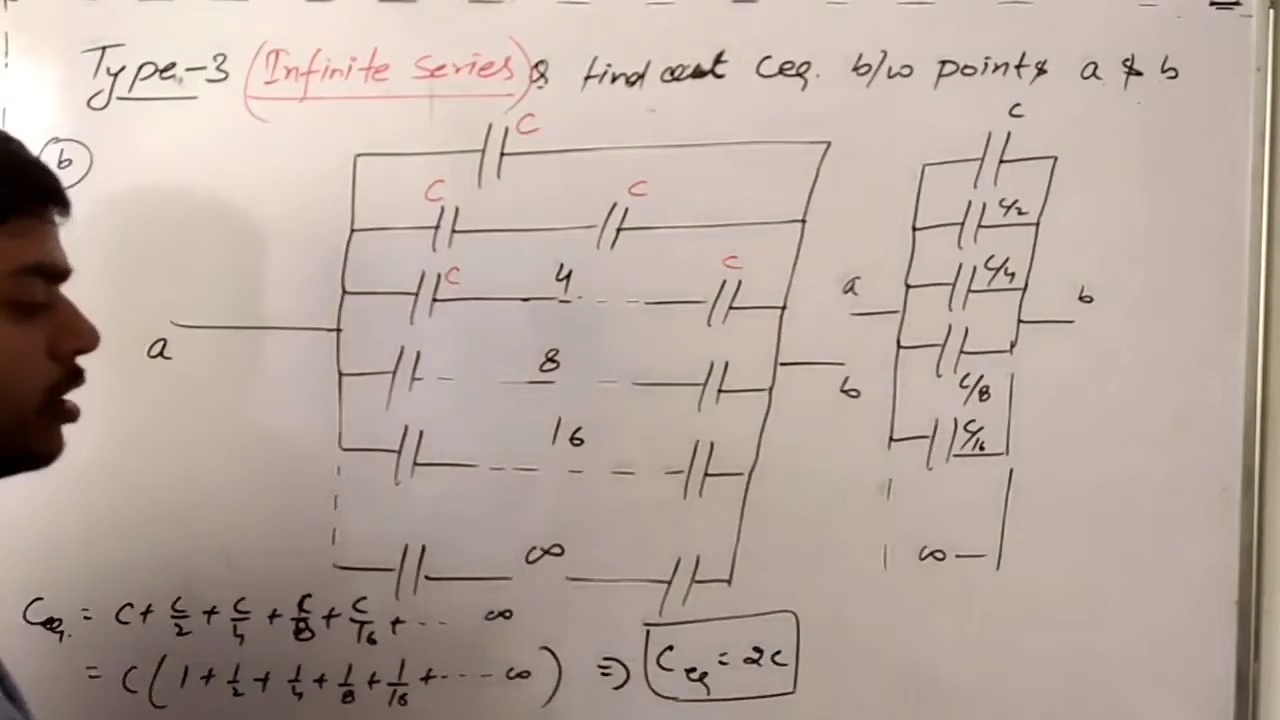 Type-3 (Infinite Series) & find out Ceq. b/w points a & b
b
C
C C
C 4 C
8
16
∞
a
b
C
C/2
C/4
C/8
C/16
∞
a
b
Ceq. = C + C/2 + C/4 + C/8 + C/16 + ... ∞
= C(1 + 1/2 + 1/4 + 1/8 + 1/16 + .... ∞) ⇒ Ceq = 2C